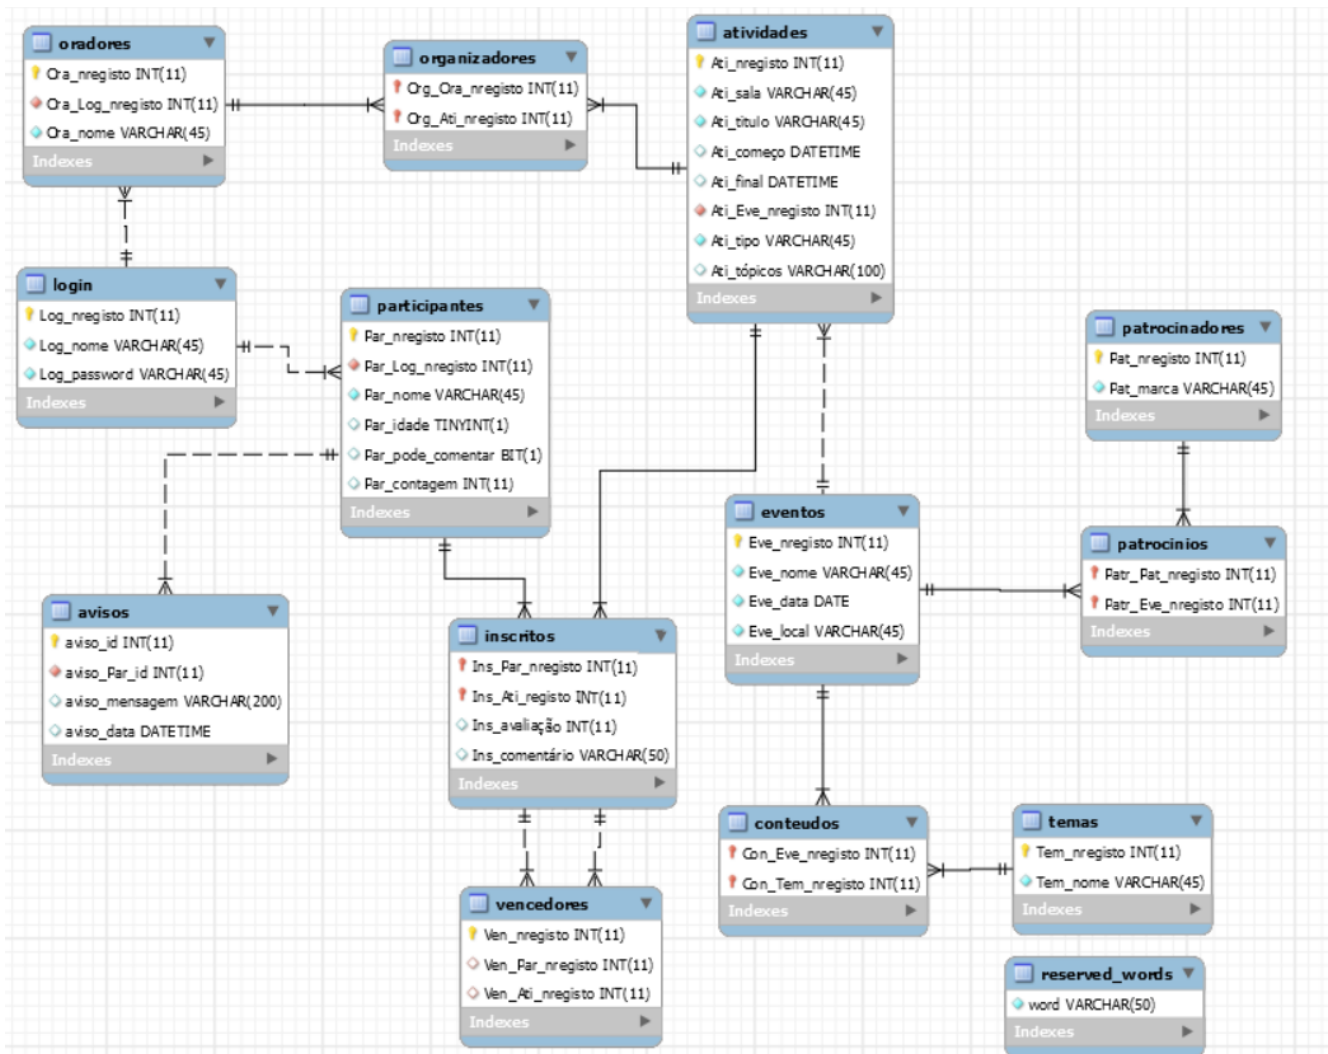 oradores
Ora_nregisto INT(11)
Ora_Log_nregisto INT(11)
Ora_nome VARCHAR(45)
Indexes
organizadores
Org_Ora_nregisto INT(11)
Org_Ati_nregisto INT(11)
Indexes
atividades
Ati_nregisto INT(11)
Ati_sala VARCHAR(45)
Ati_titulo VARCHAR(45)
Ati_começo DATETIME
Ati_final DATETIME
Ati_Eve_nregisto INT(11)
Ati_tipo VARCHAR(45)
Ati_tópicos VARCHAR(100)
Indexes
login
Log_nregisto INT(11)
Log_nome VARCHAR(45)
Log_password VARCHAR(45)
Indexes
participantes
Par_nregisto INT(11)
Par_Log_nregisto INT(11)
Par_nome VARCHAR(45)
Par_idade TINYINT(1)
Par_pode_comentar BIT(1)
Par_contagem INT(11)
Indexes
patrocinadores
Pat_nregisto INT(11)
Pat_marca VARCHAR(45)
Indexes
eventos
Eve_nregisto INT(11)
Eve_nome VARCHAR(45)
Eve_data DATE
Eve_local VARCHAR(45)
Indexes
patrocinios
Patr_Pat_nregisto INT(11)
Patr_Eve_nregisto INT(11)
Indexes
avisos
aviso_id INT(11)
aviso_Par_id INT(11)
aviso_mensagem VARCHAR(200)
aviso_data DATETIME
Indexes
inscritos
Ins_Par_nregisto INT(11)
Ins_Ati_registo INT(11)
Ins_avaliação INT(11)
Ins_comentário VARCHAR(50)
Indexes
conteudos
Con_Eve_nregisto INT(11)
Con_Tem_nregisto INT(11)
Indexes
temas
Tem_nregisto INT(11)
Tem_nome VARCHAR(45)
Indexes
vencedores
Ven_nregisto INT(11)
Ven_Par_nregisto INT(11)
Ven_Ati_nregisto INT(11)
Indexes
reserved_words
word VARCHAR(50)
Indexes